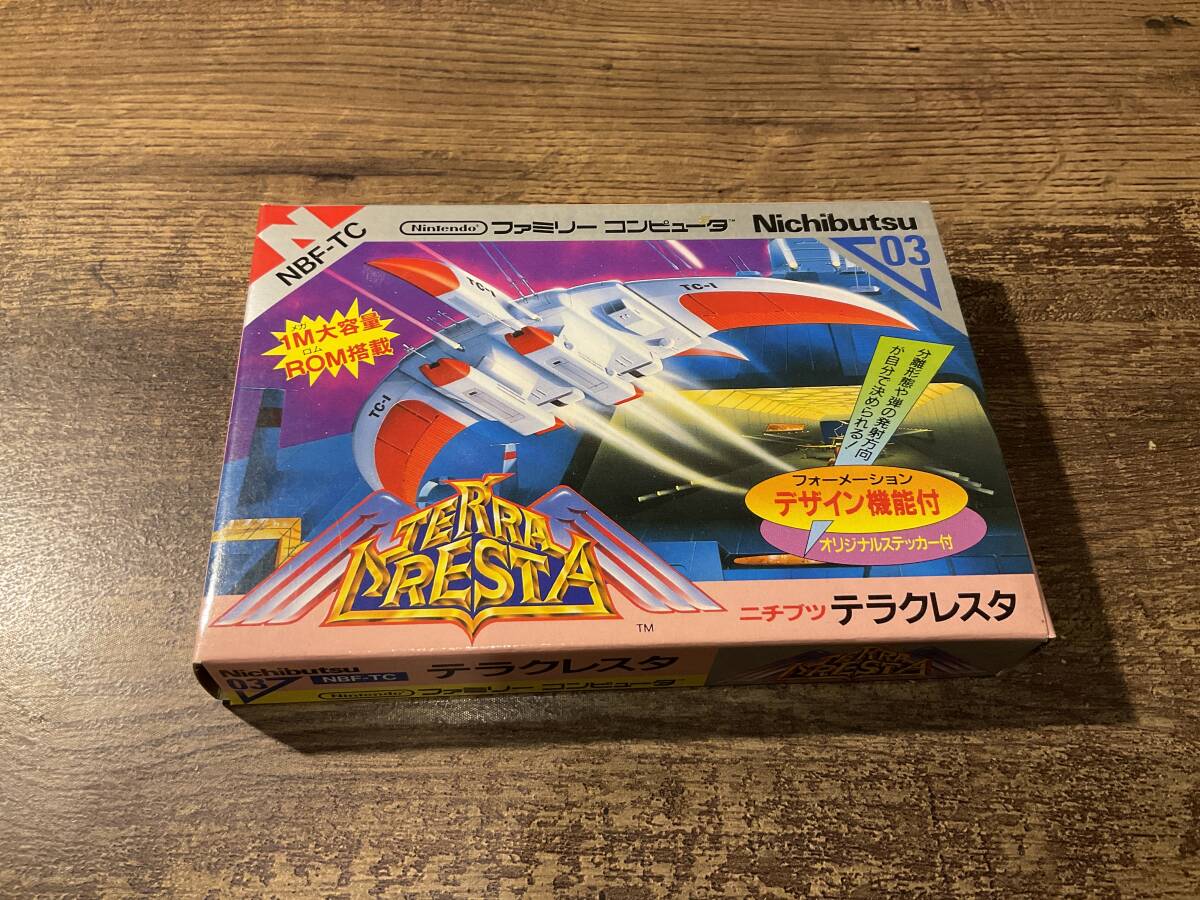 N
NBF-TC
Nintendo ファミリー コンピュータ™
Nichibutsu
03
メガ
1M大容量
ロム
ROM搭載
TC-1
TC-1
TC-1
分離形態や弾の発射方向
が自分で決められる!
フォーメーション
デザイン機能付
オリジナルステッカー付
TERRA
CRESTA
TM
ニチブツ テラクレスタ
Nichibutsu
03
NBF-TC
テラクレスタ
Nintendo ファミリー コンピュータ™
TERRA
CRESTA